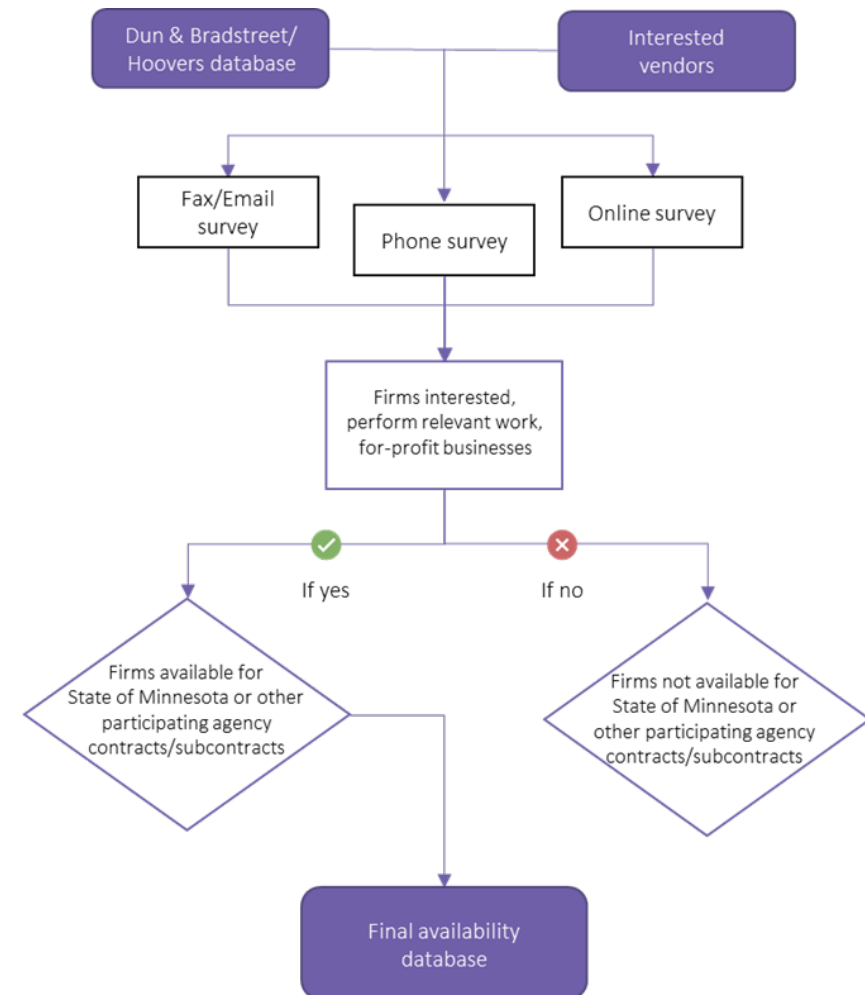 Dun & Bradstreet/
Hoovers database
Interested
vendors
Fax/Email
survey
Phone survey
Online survey
Firms interested,
perform relevant work,
for-profit businesses
If yes
If no
Firms available for
State of Minnesota or other
participating agency
contracts/subcontracts
Firms not available for
State of Minnesota or
other participating agency
contracts/subcontracts
Final availability
database